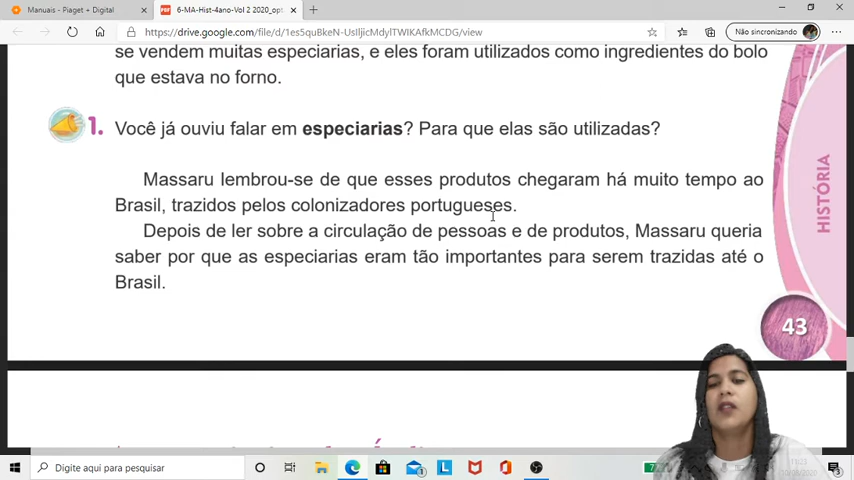 Manuais - Piaget + Digital
PDF
6-MA-Hist-4ano-Vol 2 2020_opt
https://drive.google.com/file/d/1es5quBkeN-UsIljicMdylTWIKAfkMCDG/view
Não sincronizando
se vendem muitas especiarias, e eles foram utilizados como ingredientes do bolo
que estava no forno.
1. Você já ouviu falar em especiarias? Para que elas são utilizadas?
Massaru lembrou-se de que esses produtos chegaram há muito tempo ao
Brasil, trazidos pelos colonizadores portugueses.
Depois de ler sobre a circulação de pessoas e de produtos, Massaru queria
saber por que as especiarias eram tão importantes para serem trazidas até o
Brasil.
HISTÓRIA
43
Digite aqui para pesquisar
11:23